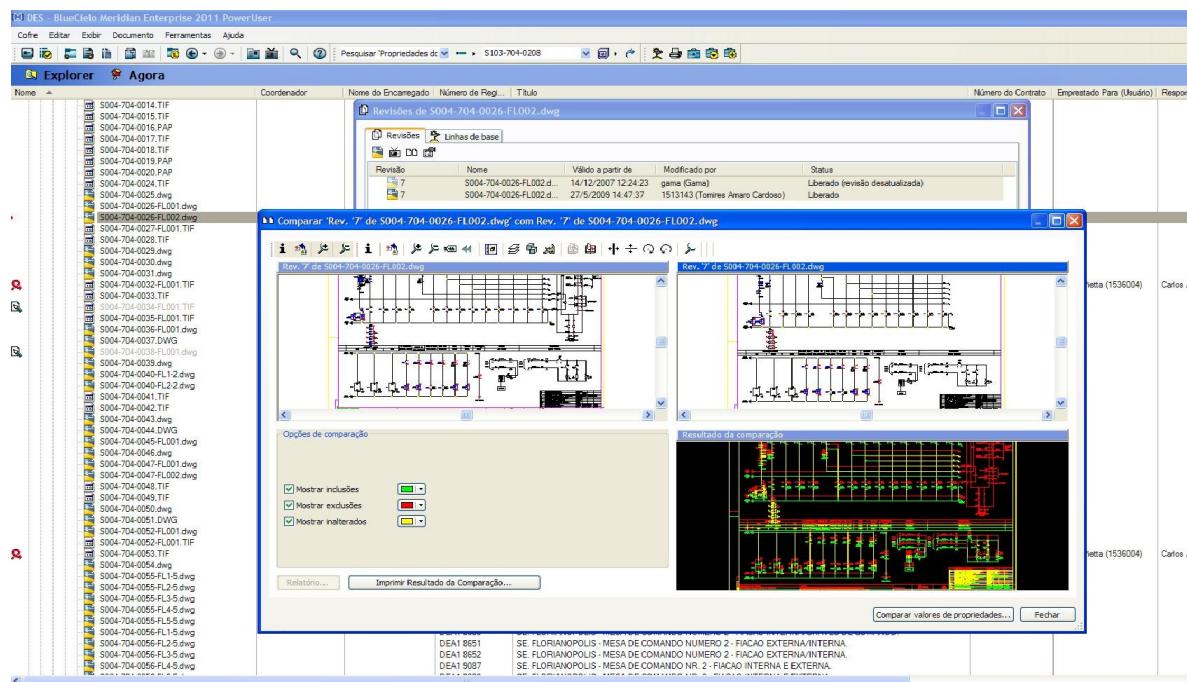 DES - BlueCielo Meridian Enterprise 2011 PowerUser
Cofre Editar Exibir Documento Ferramentas Ajuda
Pesquisar 'Propriedades dc S103-704-0208
Explorer Agora
Nome Coordenador Nome do Encarregado Número de Regi... Título Número do Contrato Emprestado Para (Usuário) Respor
S004-704-0014.TIF
S004-704-0015.TIF
S004-704-0016.PAP
S004-704-0017.TIF
S004-704-0018.TIF
S004-704-0019.PAP
S004-704-0020.PAP
S004-704-0024.TIF
S004-704-0025.dwg
S004-704-0026-FL001.dwg
S004-704-0026-FL002.dwg
S004-704-0027-FL001.TIF
S004-704-0028.TIF
S004-704-0029.dwg
S004-704-0030.dwg
S004-704-0031.dwg
S004-704-0032-FL001.TIF
S004-704-0033.TIF
S004-704-0034-FL001.TIF
S004-704-0035-FL001.TIF
S004-704-0036-FL001.dwg
S004-704-0037.DWG
S004-704-0038-FL001.dwg
S004-704-0039.dwg
S004-704-0040-FL1-2.dwg
S004-704-0040-FL2-2.dwg
S004-704-0041.TIF
S004-704-0042.TIF
S004-704-0043.dwg
S004-704-0044.DWG
S004-704-0045-FL001.dwg
S004-704-0046.dwg
S004-704-0047-FL001.dwg
S004-704-0047-FL002.dwg
S004-704-0048.TIF
S004-704-0049.TIF
S004-704-0050.dwg
S004-704-0051.DWG
S004-704-0052-FL001.dwg
S004-704-0052-FL001.TIF
S004-704-0053.TIF
S004-704-0054.dwg
S004-704-0055-FL1-5.dwg
S004-704-0055-FL2-5.dwg
S004-704-0055-FL3-5.dwg
S004-704-0055-FL4-5.dwg
S004-704-0055-FL5-5.dwg
S004-704-0056-FL1-5.dwg
S004-704-0056-FL2-5.dwg
S004-704-0056-FL3-5.dwg
S004-704-0056-FL4-5.dwg
Revisões de S004-704-0026-FL002.dwg
Revisões Linhas de base
Revisão Nome Válido a partir de Modificado por Status
7 S004-704-0026-FL002.d... 14/12/2007 12:24:23 gama (Gama) Liberado (revisão desatualizada)
7 S004-704-0026-FL002.d... 27/5/2009 14:47:37 1513143 (Tomires Amaro Cardoso) Liberado
Comparar 'Rev. '7' de S004-704-0026-FL002.dwg' com Rev. '7' de S004-704-0026-FL002.dwg
Rev. '7' de S004-704-0026-FL002.dwg Rev. '7' de S004-704-0026-FL002.dwg
Opções de comparação
Mostrar inclusões
Mostrar exclusões
Mostrar inalterados
Relatório... Imprimir Resultado da Comparação...
Resultado da comparação
Comparar valores de propriedades... Fechar
(1536004) Carlos
(1536004) Carlos
DEA1 8651 SE. FLORIANOPOLIS - MESA DE COMANDO NUMERO 2 - FIACAO EXTERNA/INTERNA.
DEA1 8652 SE. FLORIANOPOLIS - MESA DE COMANDO NUMERO 2 - FIACAO EXTERNA/INTERNA.
DEA1 9087 SE. FLORIANOPOLIS - MESA DE COMANDO NR. 2 - FIACAO INTERNA E EXTERNA.